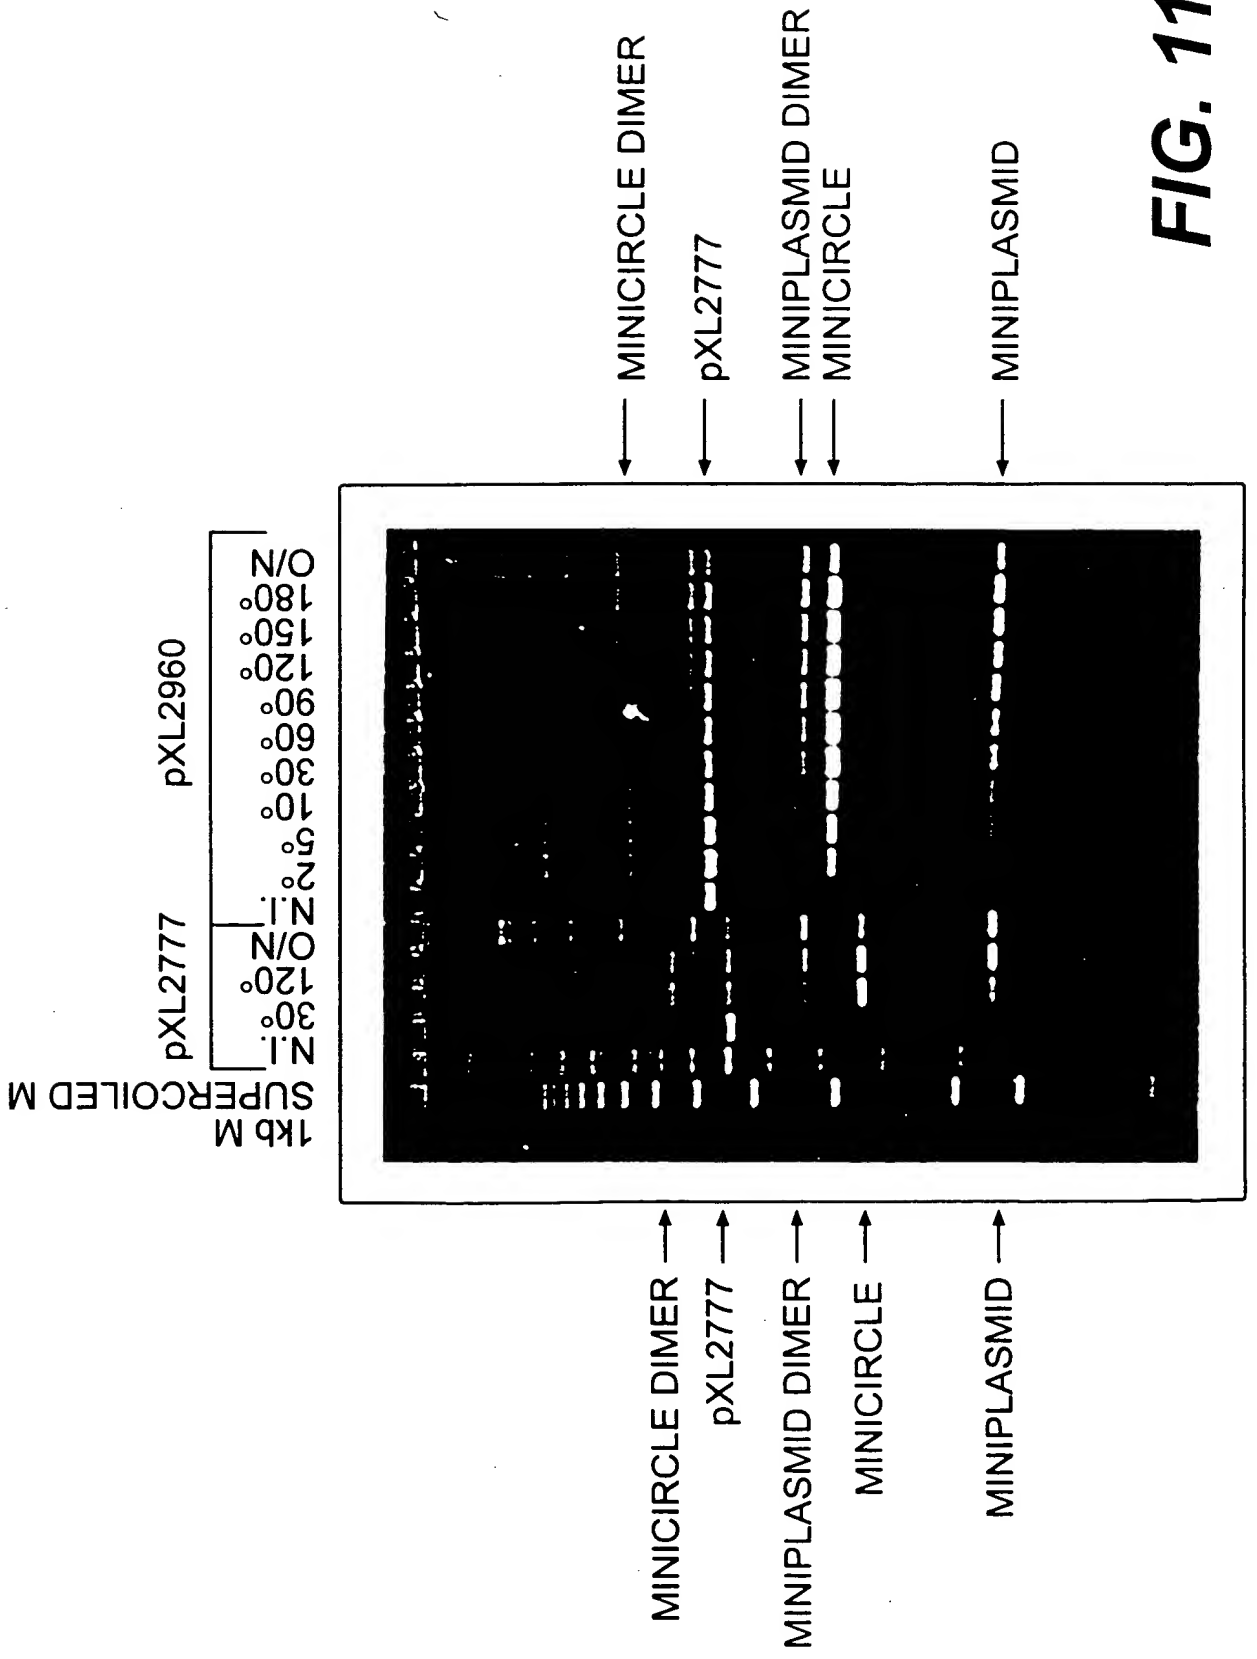 pXL2777
pXL2960
1kb M
SUPERCOILED M
N.I.
30°
120°
O/N
N.I.
2°
5°
10°
30°
60°
90°
120°
150°
180°
O/N
MINICIRCLE DIMER
pXL2777
MINIPLASMID DIMER
MINICIRCLE
MINIPLASMID
MINICIRCLE DIMER
pXL2777
MINIPLASMID DIMER
MINICIRCLE
MINIPLASMID
FIG. 11